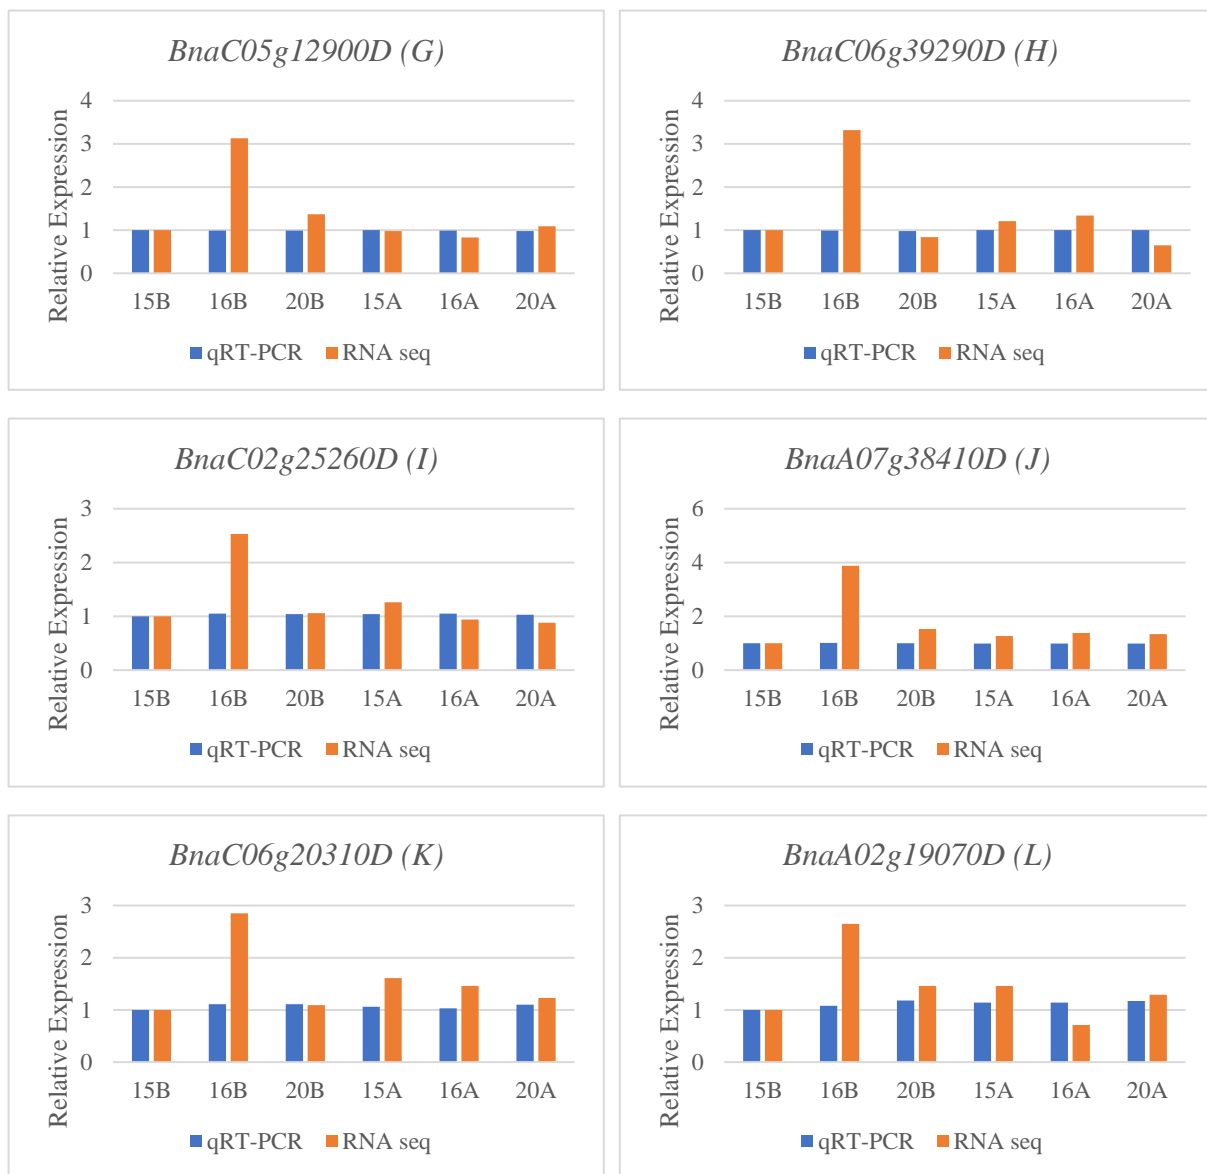 BnaC05g12900D (G)
Relative Expression
4
3
2
1
0
15B 16B 20B 15A 16A 20A
qRT-PCR RNA seq
BnaC06g39290D (H)
Relative Expression
4
3
2
1
0
15B 16B 20B 15A 16A 20A
qRT-PCR RNA seq
BnaC02g25260D (I)
Relative Expression
3
2
1
0
15B 16B 20B 15A 16A 20A
qRT-PCR RNA seq
BnaA07g38410D (J)
Relative Expression
6
4
2
0
15B 16B 20B 15A 16A 20A
qRT-PCR RNA seq
BnaC06g20310D (K)
Relative Expression
3
2
1
0
15B 16B 20B 15A 16A 20A
qRT-PCR RNA seq
BnaA02g19070D (L)
Relative Expression
3
2
1
0
15B 16B 20B 15A 16A 20A
qRT-PCR RNA seq